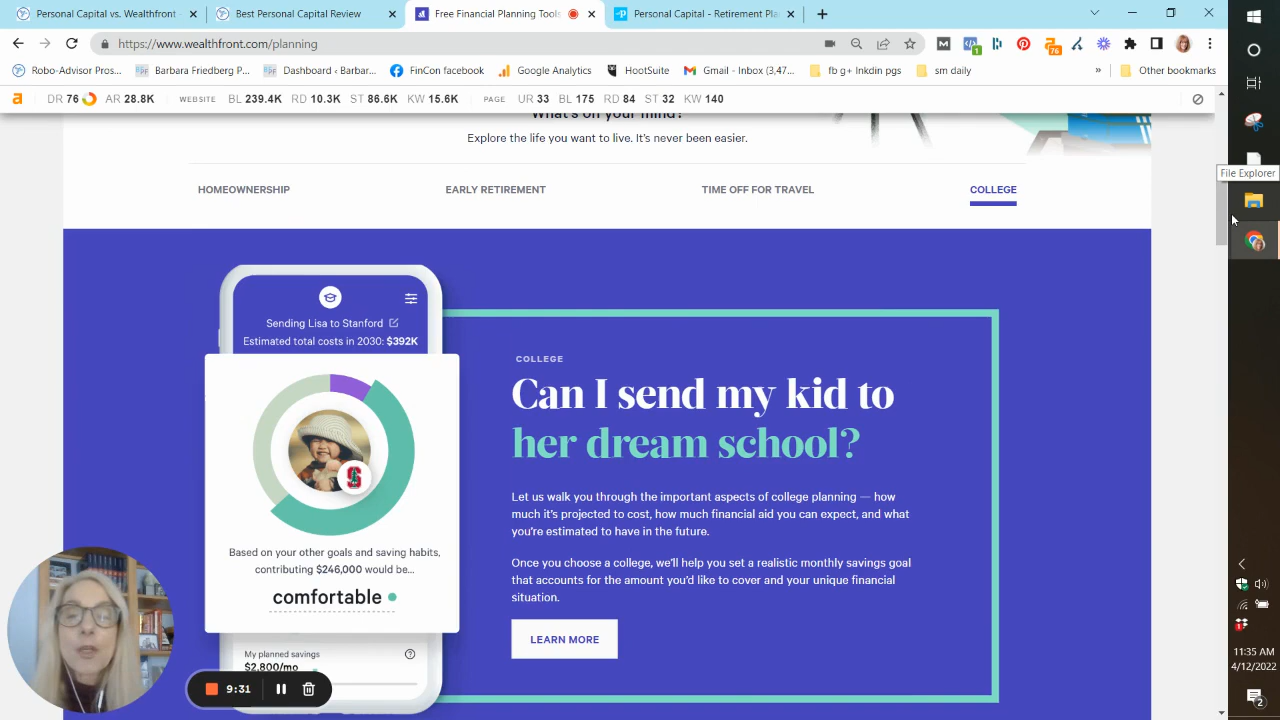 Personal Capital vs Wealthfront
Personal Capital vs Wealthfront
Free Financial Tools
Personal Capital - Retirement Pla
https://www.wealthfront.com/planning
1
76
Robo-Advisor Pros...
Barbara Friedberg P...
Dashboard - Barbar...
FinCon facebook
Google Analytics
HootSuite
Gmail - Inbox (3,47...
fb g+ lnkdin pgs
sm daily
»
Other bookmarks
DR 76 AR 28.8K WEBSITE BL 239.4K RD 10.3K ST 86.6K KW 15.6K PAGE UR 33 BL 175 RD 84 ST 32 KW 140
What's on your mind?
Explore the life you want to live. It's never been easier.
File Explorer
HOMEOWNERSHIP
EARLY RETIREMENT
TIME OFF FOR TRAVEL
COLLEGE
Sending Lisa to Stanford
Estimated total costs in 2030: $392K
Based on your other goals and saving habits,
contributing $246,000 would be...
comfortable
My planned savings
$2,800/mo
COLLEGE
Can I send my kid to
her dream school?
Let us walk you through the important aspects of college planning — how
much it's projected to cost, how much financial aid you can expect, and what
you're estimated to have in the future.
Once you choose a college, we'll help you set a realistic monthly savings goal
that accounts for the amount you'd like to cover and your unique financial
situation.
LEARN MORE
9:31
11:35 AM
4/12/2022
2